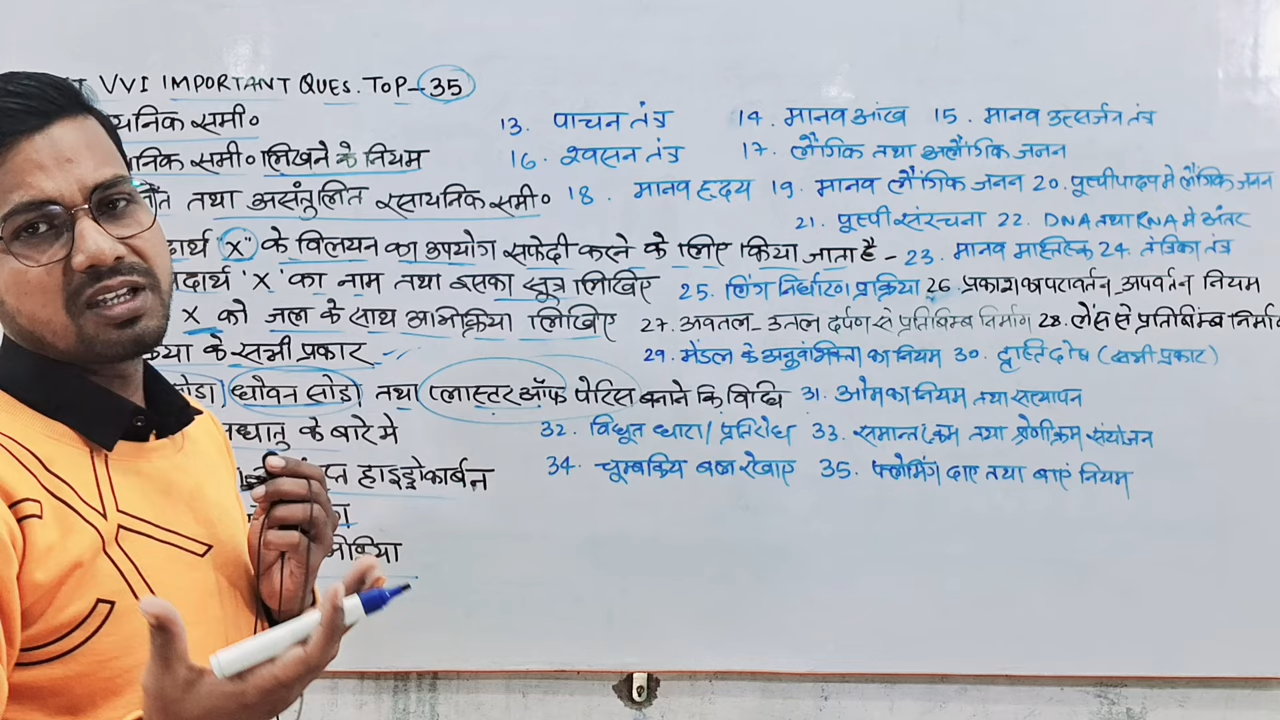 VVI IMPORTANT QUES. TOP-35
यनिक समी॰
निक समी॰ लिखने के नियम
तथा असंतुलित रसायनिक समी॰
र्थ "X" के विलयन का उपयोग सफेदी करने के लिए किया जाता है -
पदार्थ 'X' का नाम तथा इसका सूत्र लिखिए
X को जल के साथ अभिक्रिया लिखिए
के सभी प्रकार
सोडा) (धोवन सोडा) तथा (प्लास्टर ऑफ पेरिस बनाने कि विधि
के बारे मे
हाइड्रोकार्बन
13. पाचन तंत्र 14. मानव आंख 15. मानव उत्सर्जन तंत्र
16. श्वसन तंत्र 17. लैंगिक तथा अलैंगिक जनन
18. मानव हृदय 19. मानव लैंगिक जनन 20. पुष्पीपादप मे लैंगिक जनन
21. पुष्पी संरचना 22. DNA तथा RNA मे अंतर
23. मानव मास्तिस्क 24. तंत्रिका तंत्र
25. लिंग निर्धारण प्रक्रिया 26. प्रकाश का परावर्तन अपवर्तन नियम
27. अवतल - उत्तल दर्पण से प्रतिबिम्ब निर्माण 28. लेंस से प्रतिबिंब निर्मा
29. मेंडल के अनुवांशिकता का नियम 30. दृष्टि दोष (सभी प्रकार)
31. ओम का नियम तथा सत्यापन
32. विधुत धारा / प्रतिरोध 33. समान्तर क्रम तथा श्रेणीक्रम संयोजन
34. चुम्बकिय बल रेखाए 35. फ्लेमिंग दाए तथा बाएं नियम